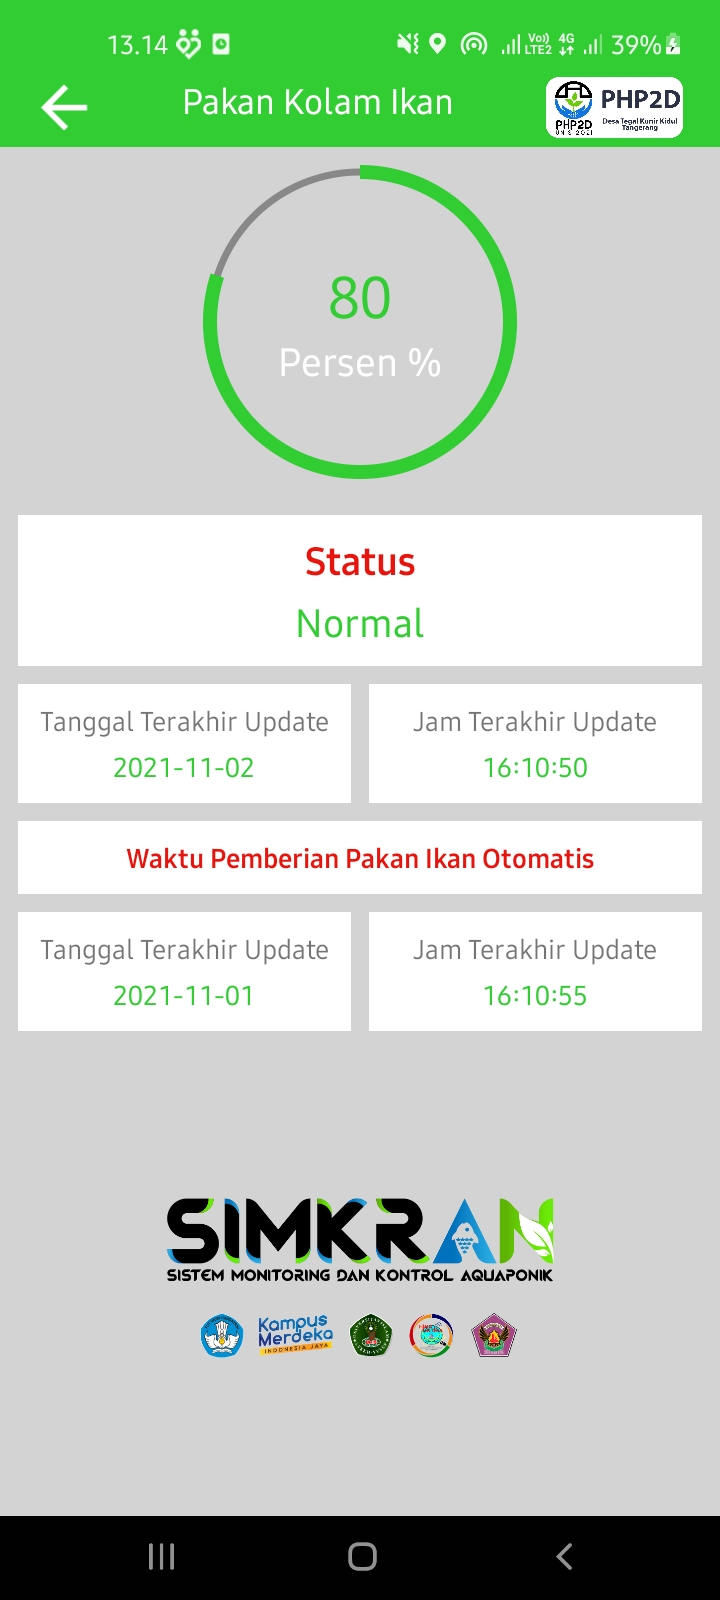 13.14
Vo)) LTE2 4G 39%
Pakan Kolam Ikan
PHP2D
UNIS 2021
PHP2D
Desa Tegal Kunir Kidul
Tangerang
80
Persen %
Status
Normal
Tanggal Terakhir Update
2021-11-02
Jam Terakhir Update
16:10:50
Waktu Pemberian Pakan Ikan Otomatis
Tanggal Terakhir Update
2021-11-01
Jam Terakhir Update
16:10:55
SIMKRAN
SISTEM MONITORING DAN KONTROL AQUAPONIK
Kampus
Merdeka
INDONESIA JAYA